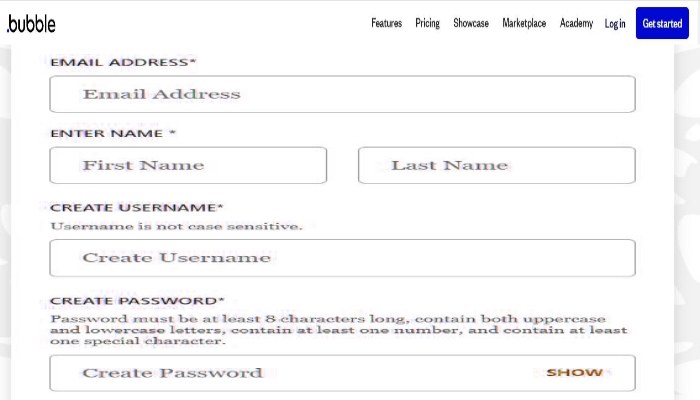 .bubble Features Pricing Showcase Marketplace Academy Log in Get started
EMAIL ADDRESS*
Email Address
ENTER NAME *
First Name Last Name
CREATE USERNAME*
Username is not case sensitive.
Create Username
CREATE PASSWORD*
Password must be at least 8 characters long, contain both uppercase
and lowercase letters, contain at least one number, and contain at least
one special character.
Create Password SHOW